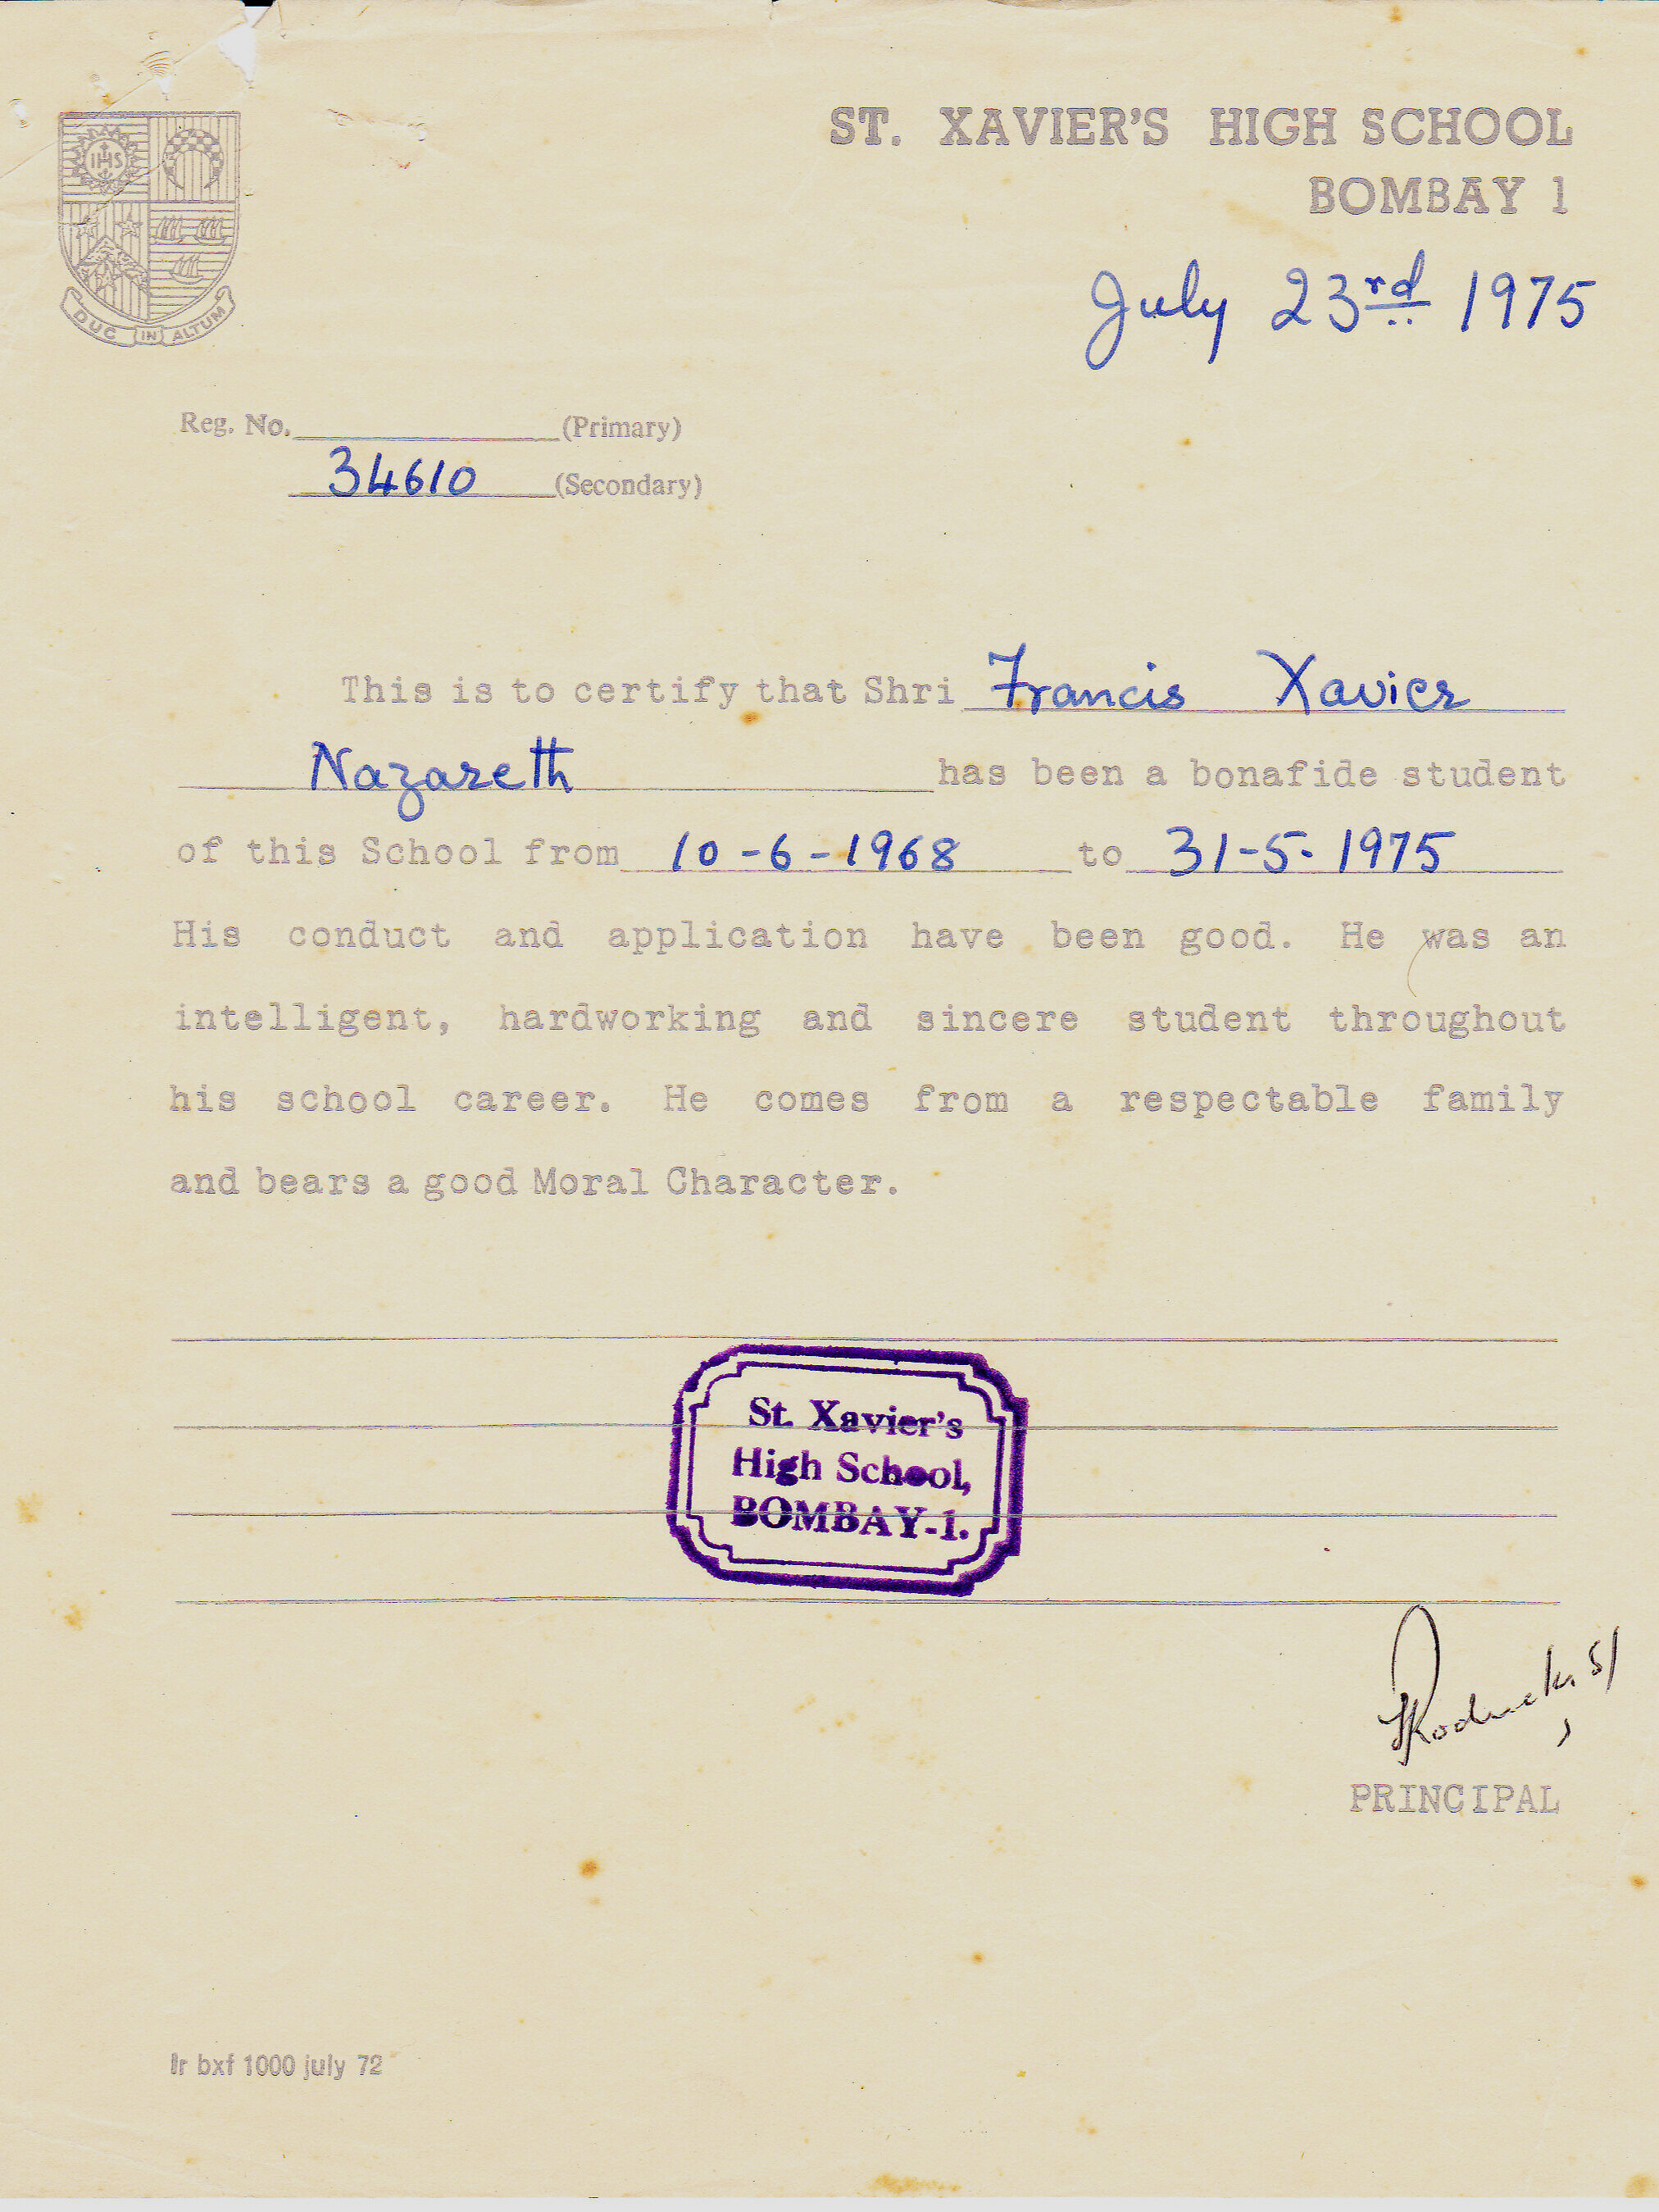 IHS
DUC IN ALTUM
ST. XAVIER'S HIGH SCHOOL
BOMBAY 1
July 23rd 1975
Reg. No. (Primary)
34610 (Secondary)
This is to certify that Shri Francis Xavier
Nazareth has been a bonafide student
of this School from 10-6-1968 to 31-5-1975
His conduct and application have been good. He was an
intelligent, hardworking and sincere student throughout
his school career. He comes from a respectable family
and bears a good Moral Character.
St. Xavier's
High School,
BOMBAY-1.
PRINCIPAL
lr bxf 1000 july 72